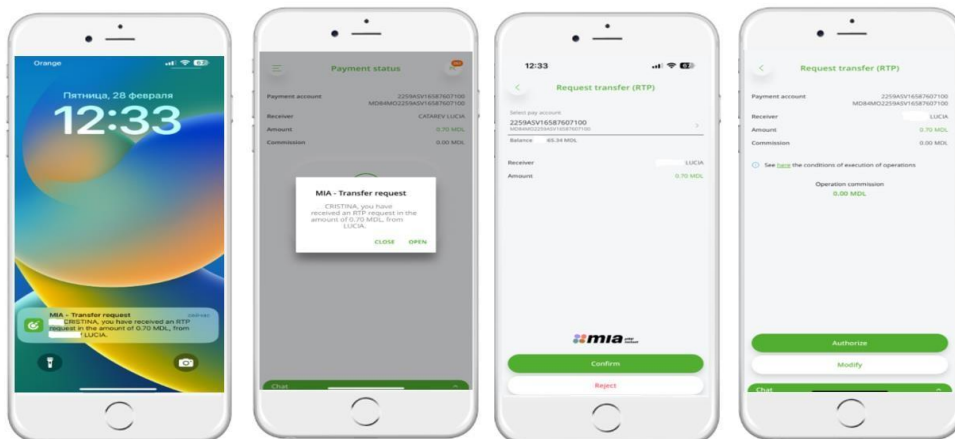 Orange
Пятница, 28 февраля
12:33
MIA - Transfer request
сейчас
CRISTINA, you have received an RTP
request in the amount of 0.70 MDL, from
LUCIA.
Payment status
Payment account
2259ASV16587607100
MD84MO2259ASV16587607100
Receiver
CATAREV LUCIA
Amount
0.70 MDL
Commission
0.00 MDL
MIA - Transfer request
CRISTINA, you have
received an RTP request in the
amount of 0.70 MDL, from
LUCIA.
CLOSE OPEN
Chat
12:33
Request transfer (RTP)
Select pay account
2259ASV16587607100
MD84MO2259ASV16587607100
Balance 65.34 MDL
Receiver
LUCIA
Amount
0.70 MDL
mia
Confirm
Reject
Request transfer (RTP)
Payment account
2259ASV16587607100
MD84MO2259ASV16587607100
Receiver
LUCIA
Amount
0.70 MDL
Commission
0.00 MDL
See here the conditions of execution of operations
Operation commission
0.00 MDL
Authorize
Modify
Chat